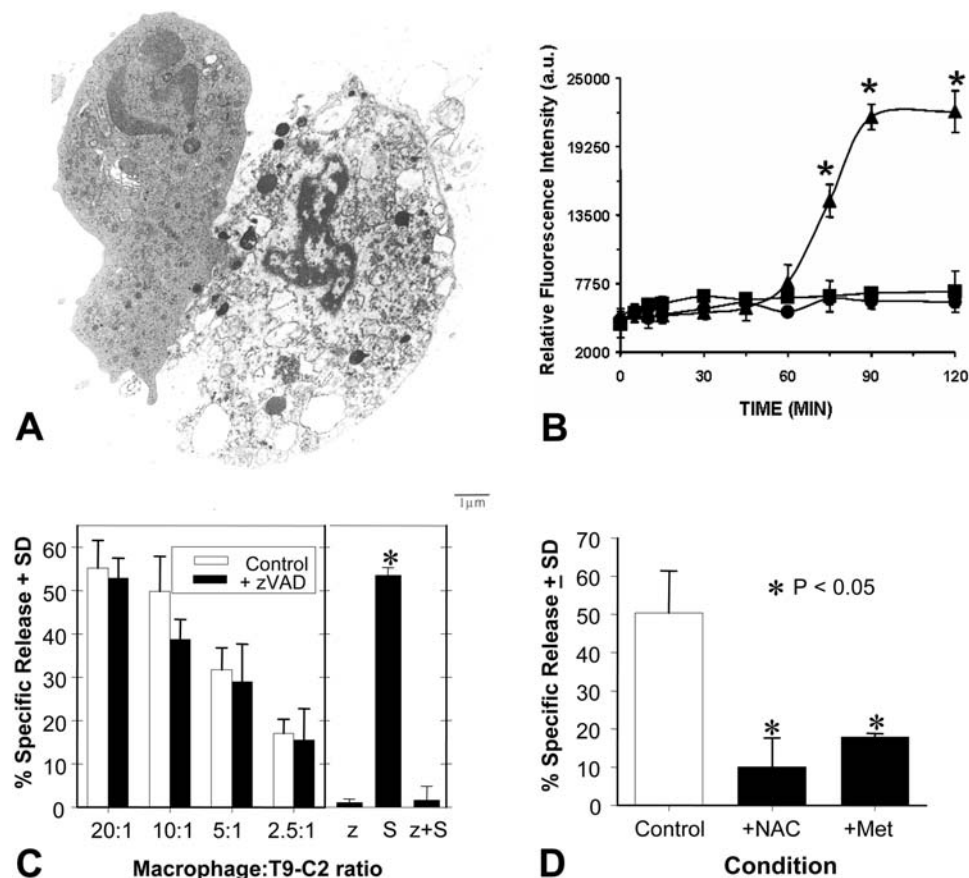 A
1µm
B
Relative Fluorescence Intensity (a.u.)
25000
19250
13500
7750
2000
* * *
0 30 60 90 120
TIME (MIN)
C
% Specific Release + SD
60
50
40
30
20
10
0
Control
+ zVAD
*
20:1 10:1 5:1 2.5:1 z S z+S
Macrophage:T9-C2 ratio
D
% Specific Release ± SD
70
60
50
40
30
20
10
0
* P < 0.05
* *
Control +NAC +Met
Condition